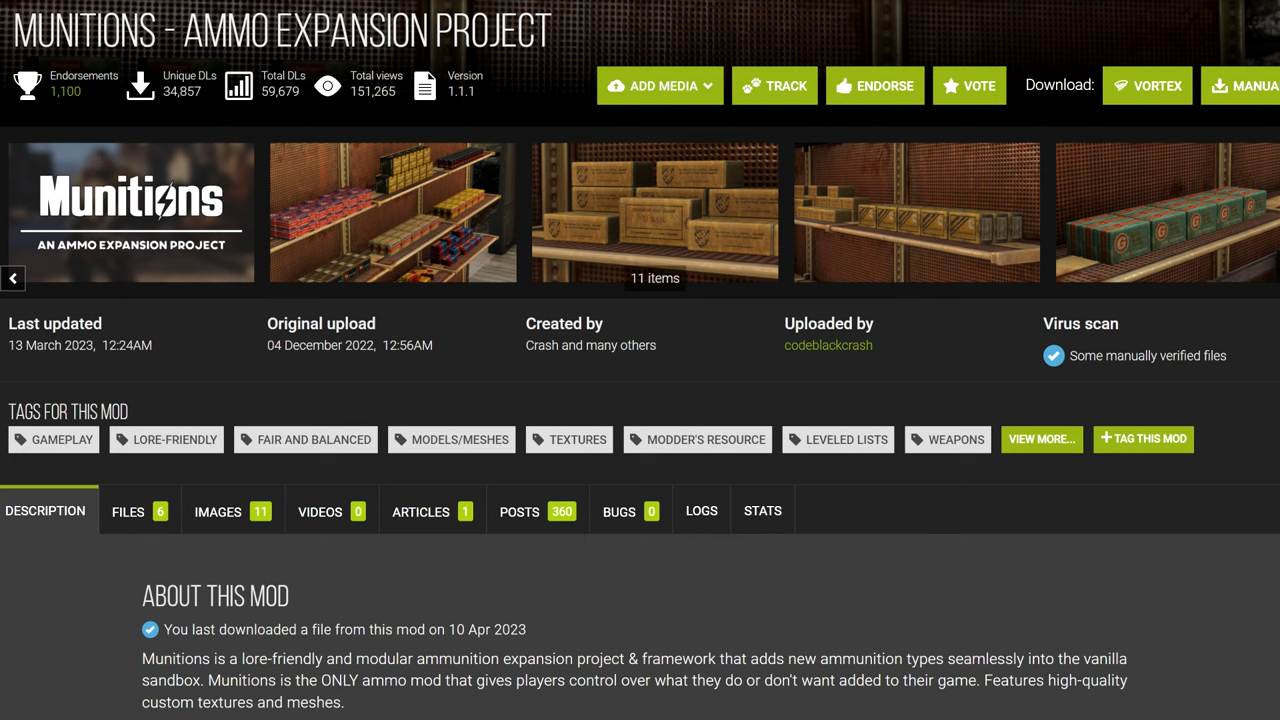 MUNITIONS - AMMO EXPANSION PROJECT
Endorsements
1,100
Unique DLs
34,857
Total DLs
59,679
Total views
151,265
Version
1.1.1
ADD MEDIA
TRACK
ENDORSE
VOTE
Download:
VORTEX
MANUA
Munitions
AN AMMO EXPANSION PROJECT
11 items
Last updated
13 March 2023, 12:24AM
Original upload
04 December 2022, 12:56AM
Created by
Crash and many others
Uploaded by
codeblackcrash
Virus scan
Some manually verified files
TAGS FOR THIS MOD
GAMEPLAY
LORE-FRIENDLY
FAIR AND BALANCED
MODELS/MESHES
TEXTURES
MODDER'S RESOURCE
LEVELED LISTS
WEAPONS
VIEW MORE...
TAG THIS MOD
DESCRIPTION
FILES 6
IMAGES 11
VIDEOS 0
ARTICLES 1
POSTS 360
BUGS 0
LOGS
STATS
ABOUT THIS MOD
You last downloaded a file from this mod on 10 Apr 2023
Munitions is a lore-friendly and modular ammunition expansion project & framework that adds new ammunition types seamlessly into the vanilla
sandbox. Munitions is the ONLY ammo mod that gives players control over what they do or don't want added to their game. Features high-quality
custom textures and meshes.